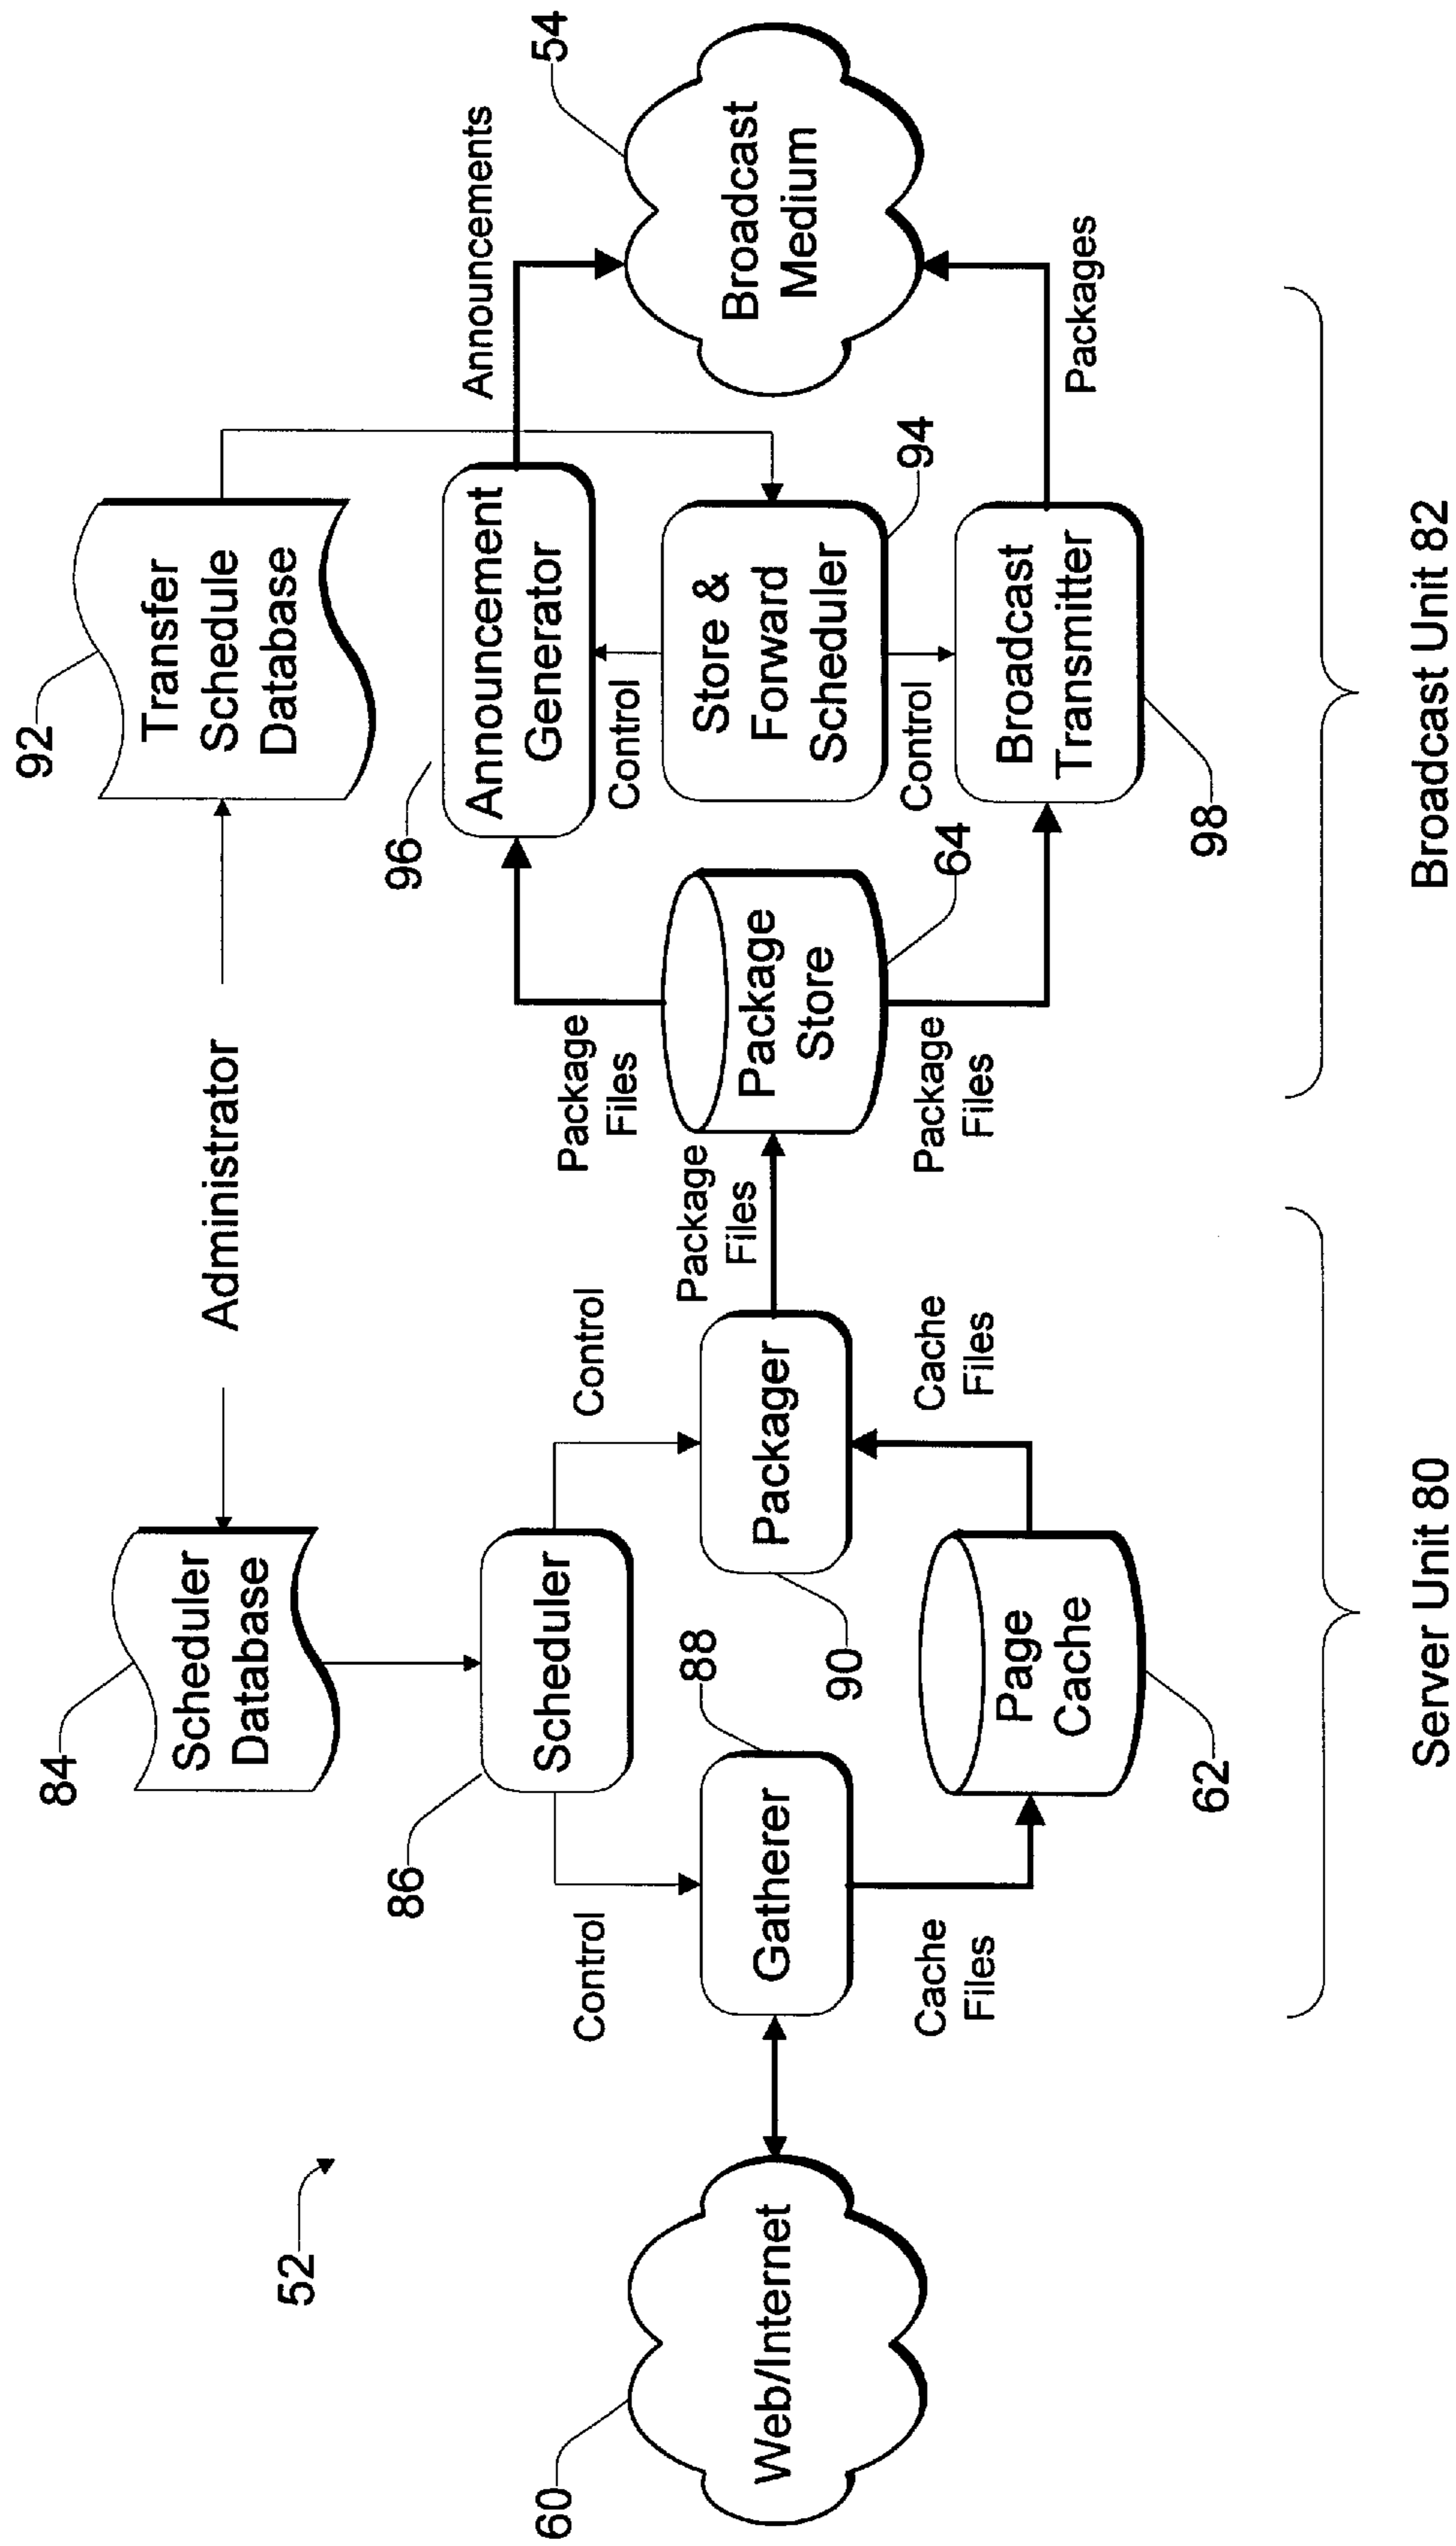 52
60
Web/Internet
84
Scheduler
Database
Administrator
92
Transfer
Schedule
Database
86
Scheduler
Control
Control
88
Gatherer
90
Packager
Cache
Files
62
Page
Cache
Cache
Files
Package
Files
64
Package
Store
Package
Files
Package
Files
96
Announcement
Generator
Control
94
Store &
Forward
Scheduler
Control
98
Broadcast
Transmitter
Announcements
Packages
54
Broadcast
Medium
Server Unit 80
Broadcast Unit 82